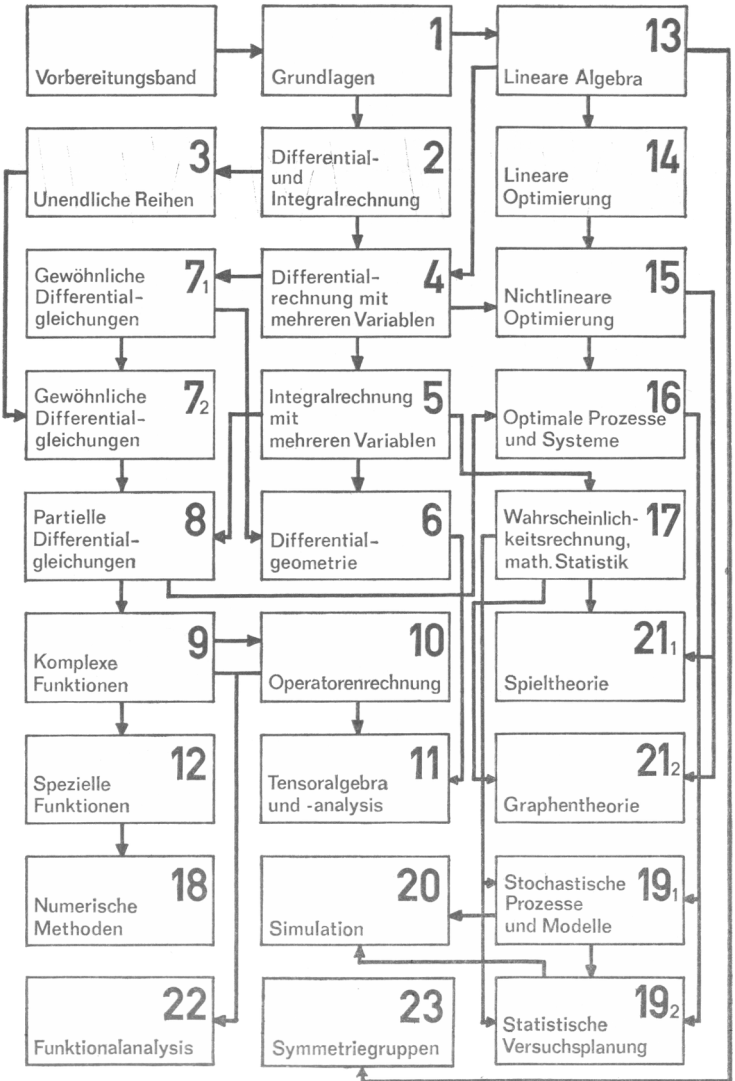 Vorbereitungsband
1
Grundlagen
13
Lineare Algebra
3
Unendliche Reihen
2
Differential-
und
Integralrechnung
14
Lineare
Optimierung
7₁
Gewöhnliche
Differential-
gleichungen
4
Differential-
rechnung mit
mehreren Variablen
15
Nichtlineare
Optimierung
7₂
Gewöhnliche
Differential-
gleichungen
5
Integralrechnung
mit
mehreren Variablen
16
Optimale Prozesse
und Systeme
8
Partielle
Differential-
gleichungen
6
Differential-
geometrie
17
Wahrscheinlich-
keitsrechnung,
math. Statistik
9
Komplexe
Funktionen
10
Operatorenrechnung
21₁
Spieltheorie
12
Spezielle
Funktionen
11
Tensoralgebra
und -analysis
21₂
Graphentheorie
18
Numerische
Methoden
20
Simulation
19₁
Stochastische
Prozesse
und Modelle
22
Funktionalanalysis
23
Symmetriegruppen
19₂
Statistische
Versuchsplanung